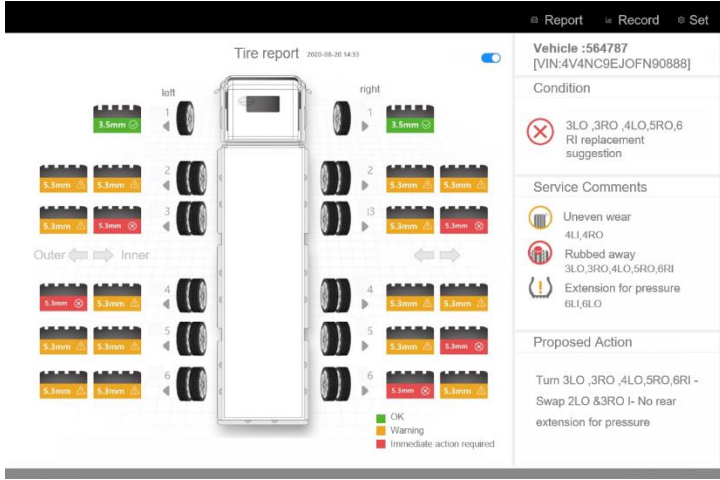 Report Record Set
Tire report 2020-08-20 14:33
loft right
1 1
3.5mm 3.5mm
2 2
5.3mm 5.3mm 5.3mm 5.3mm
3 i3
5.3mm 5.3mm 5.3mm 5.3mm
Outer Inner
4 4
5.3mm 5.3mm 5.3mm 5.3mm
5 5
5.3mm 5.3mm 5.3mm 5.3mm
6 6
5.3mm 5.3mm 5.3mm 5.3mm
OK
Warning
Immediate action required
Vehicle :564787
[VIN:4V4NC9EJOFN90888]
Condition
3LO ,3RO ,4LO,5RO,6
RI replacement
suggestion
Service Comments
Uneven wear
4LI,4RO
Rubbed away
3LO,3RO,4LO,5RO,6RI
Extension for pressure
6LI,6LO
Proposed Action
Turn 3LO ,3RO ,4LO,5RO,6RI -
Swap 2LO &3RO I- No rear
extension for pressure